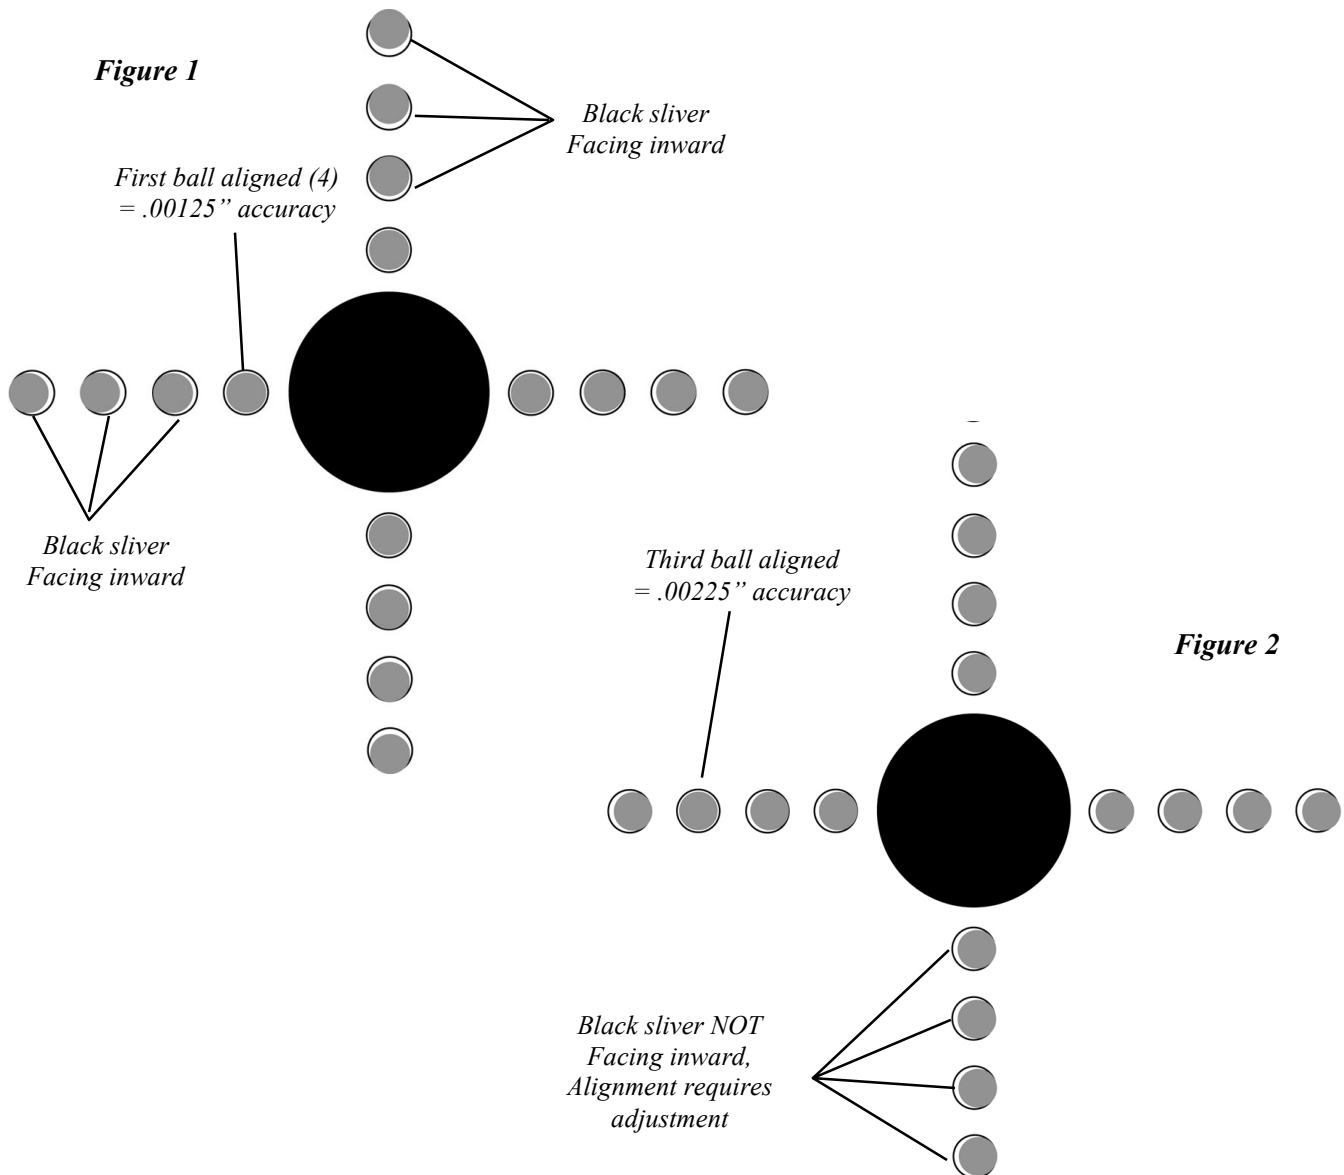 Figure 1
Black sliver
Facing inward
First ball aligned (4)
= .00125” accuracy
Black sliver
Facing inward
Third ball aligned
= .00225” accuracy
Figure 2
Black sliver NOT
Facing inward,
Alignment requires
adjustment